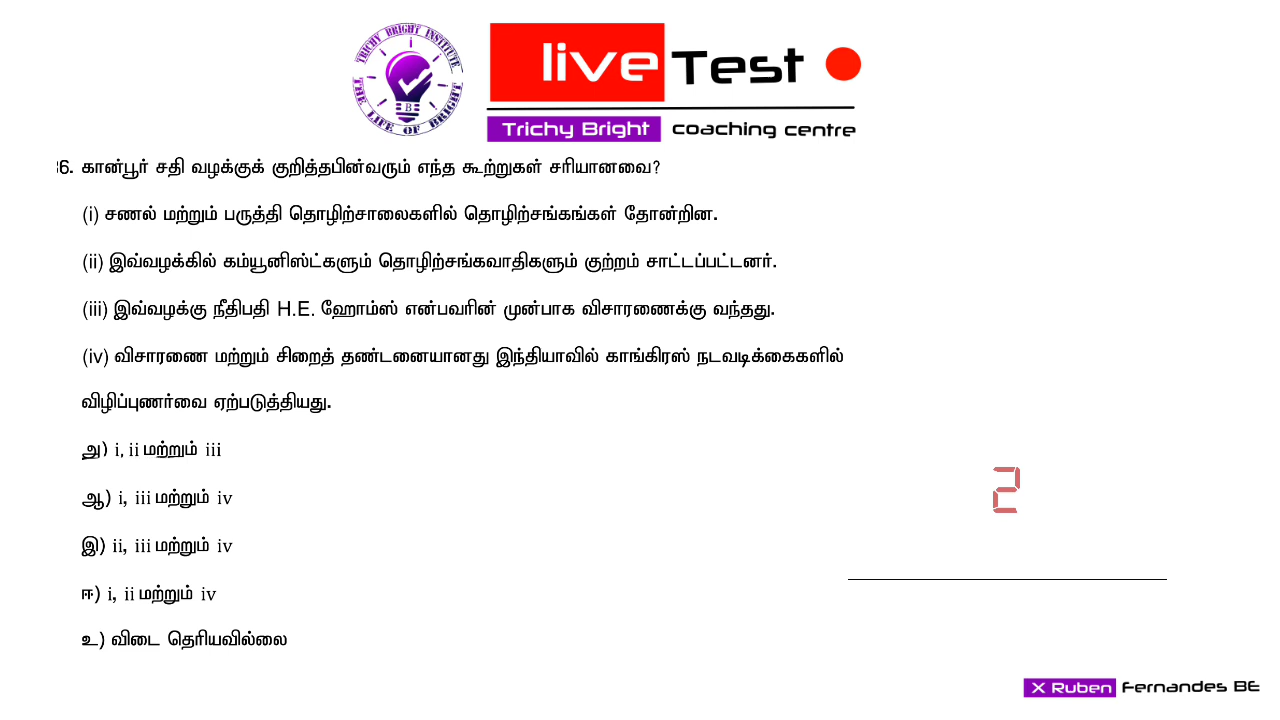 TRICHY BRIGHT INSTITUTE
THE LIFE OF BRIGHT
i
B
live Test
Trichy Bright coaching centre
36. கான்பூர் சதி வழக்குக் குறித்தபின்வரும் எந்த கூற்றுகள் சரியானவை?
(i) சணல் மற்றும் பருத்தி தொழிற்சாலைகளில் தொழிற்சங்கங்கள் தோன்றின.
(ii) இவ்வழக்கில் கம்யூனிஸ்ட்களும் தொழிற்சங்கவாதிகளும் குற்றம் சாட்டப்பட்டனர்.
(iii) இவ்வழக்கு நீதிபதி H.E. ஹோம்ஸ் என்பவரின் முன்பாக விசாரணைக்கு வந்தது.
(iv) விசாரணை மற்றும் சிறைத் தண்டனையானது இந்தியாவில் காங்கிரஸ் நடவடிக்கைகளில்
விழிப்புணர்வை ஏற்படுத்தியது.
அ) i, ii மற்றும் iii
ஆ) i, iii மற்றும் iv
இ) ii, iii மற்றும் iv
ஈ) i, ii மற்றும் iv
உ) விடை தெரியவில்லை
2
X Ruben Fernandes BE